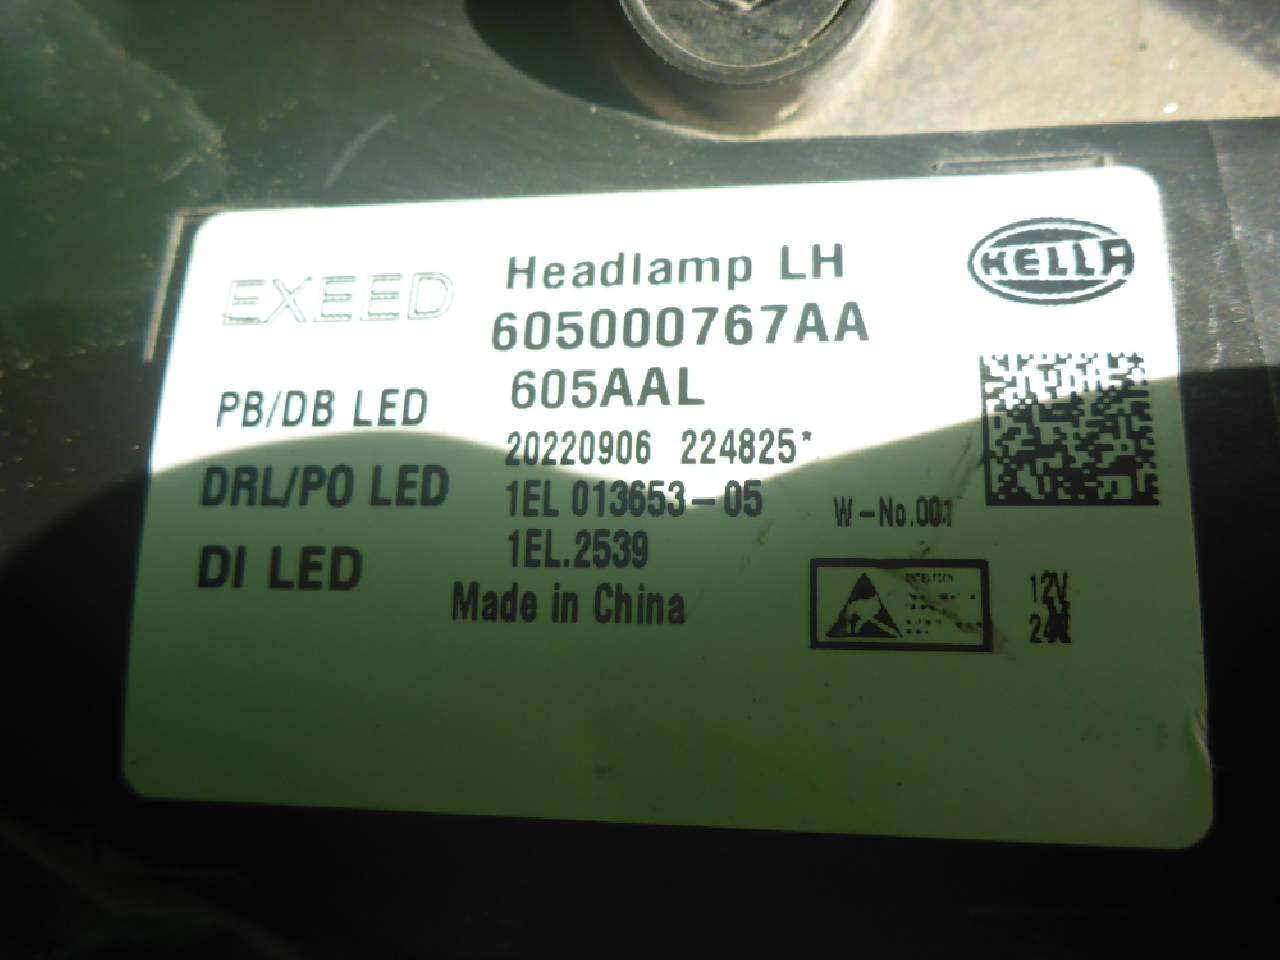 EXEED
Headlamp LH
HELLA
605000767AA
605AAL
PB/DB LED
20220906 224825*
DRL/PO LED
1EL 013653-05
W-No.001
DI LED
1EL.2539
12V
Made in China